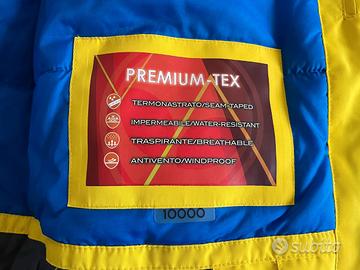 PREMIUM-TEX
TERMONASTRATO/SEAM-TAPED
IMPERMEABILE/WATER-RESISTANT
TRASPIRANTE/BREATHABLE
ANTIVENTO/WINDPROOF
10000
subito